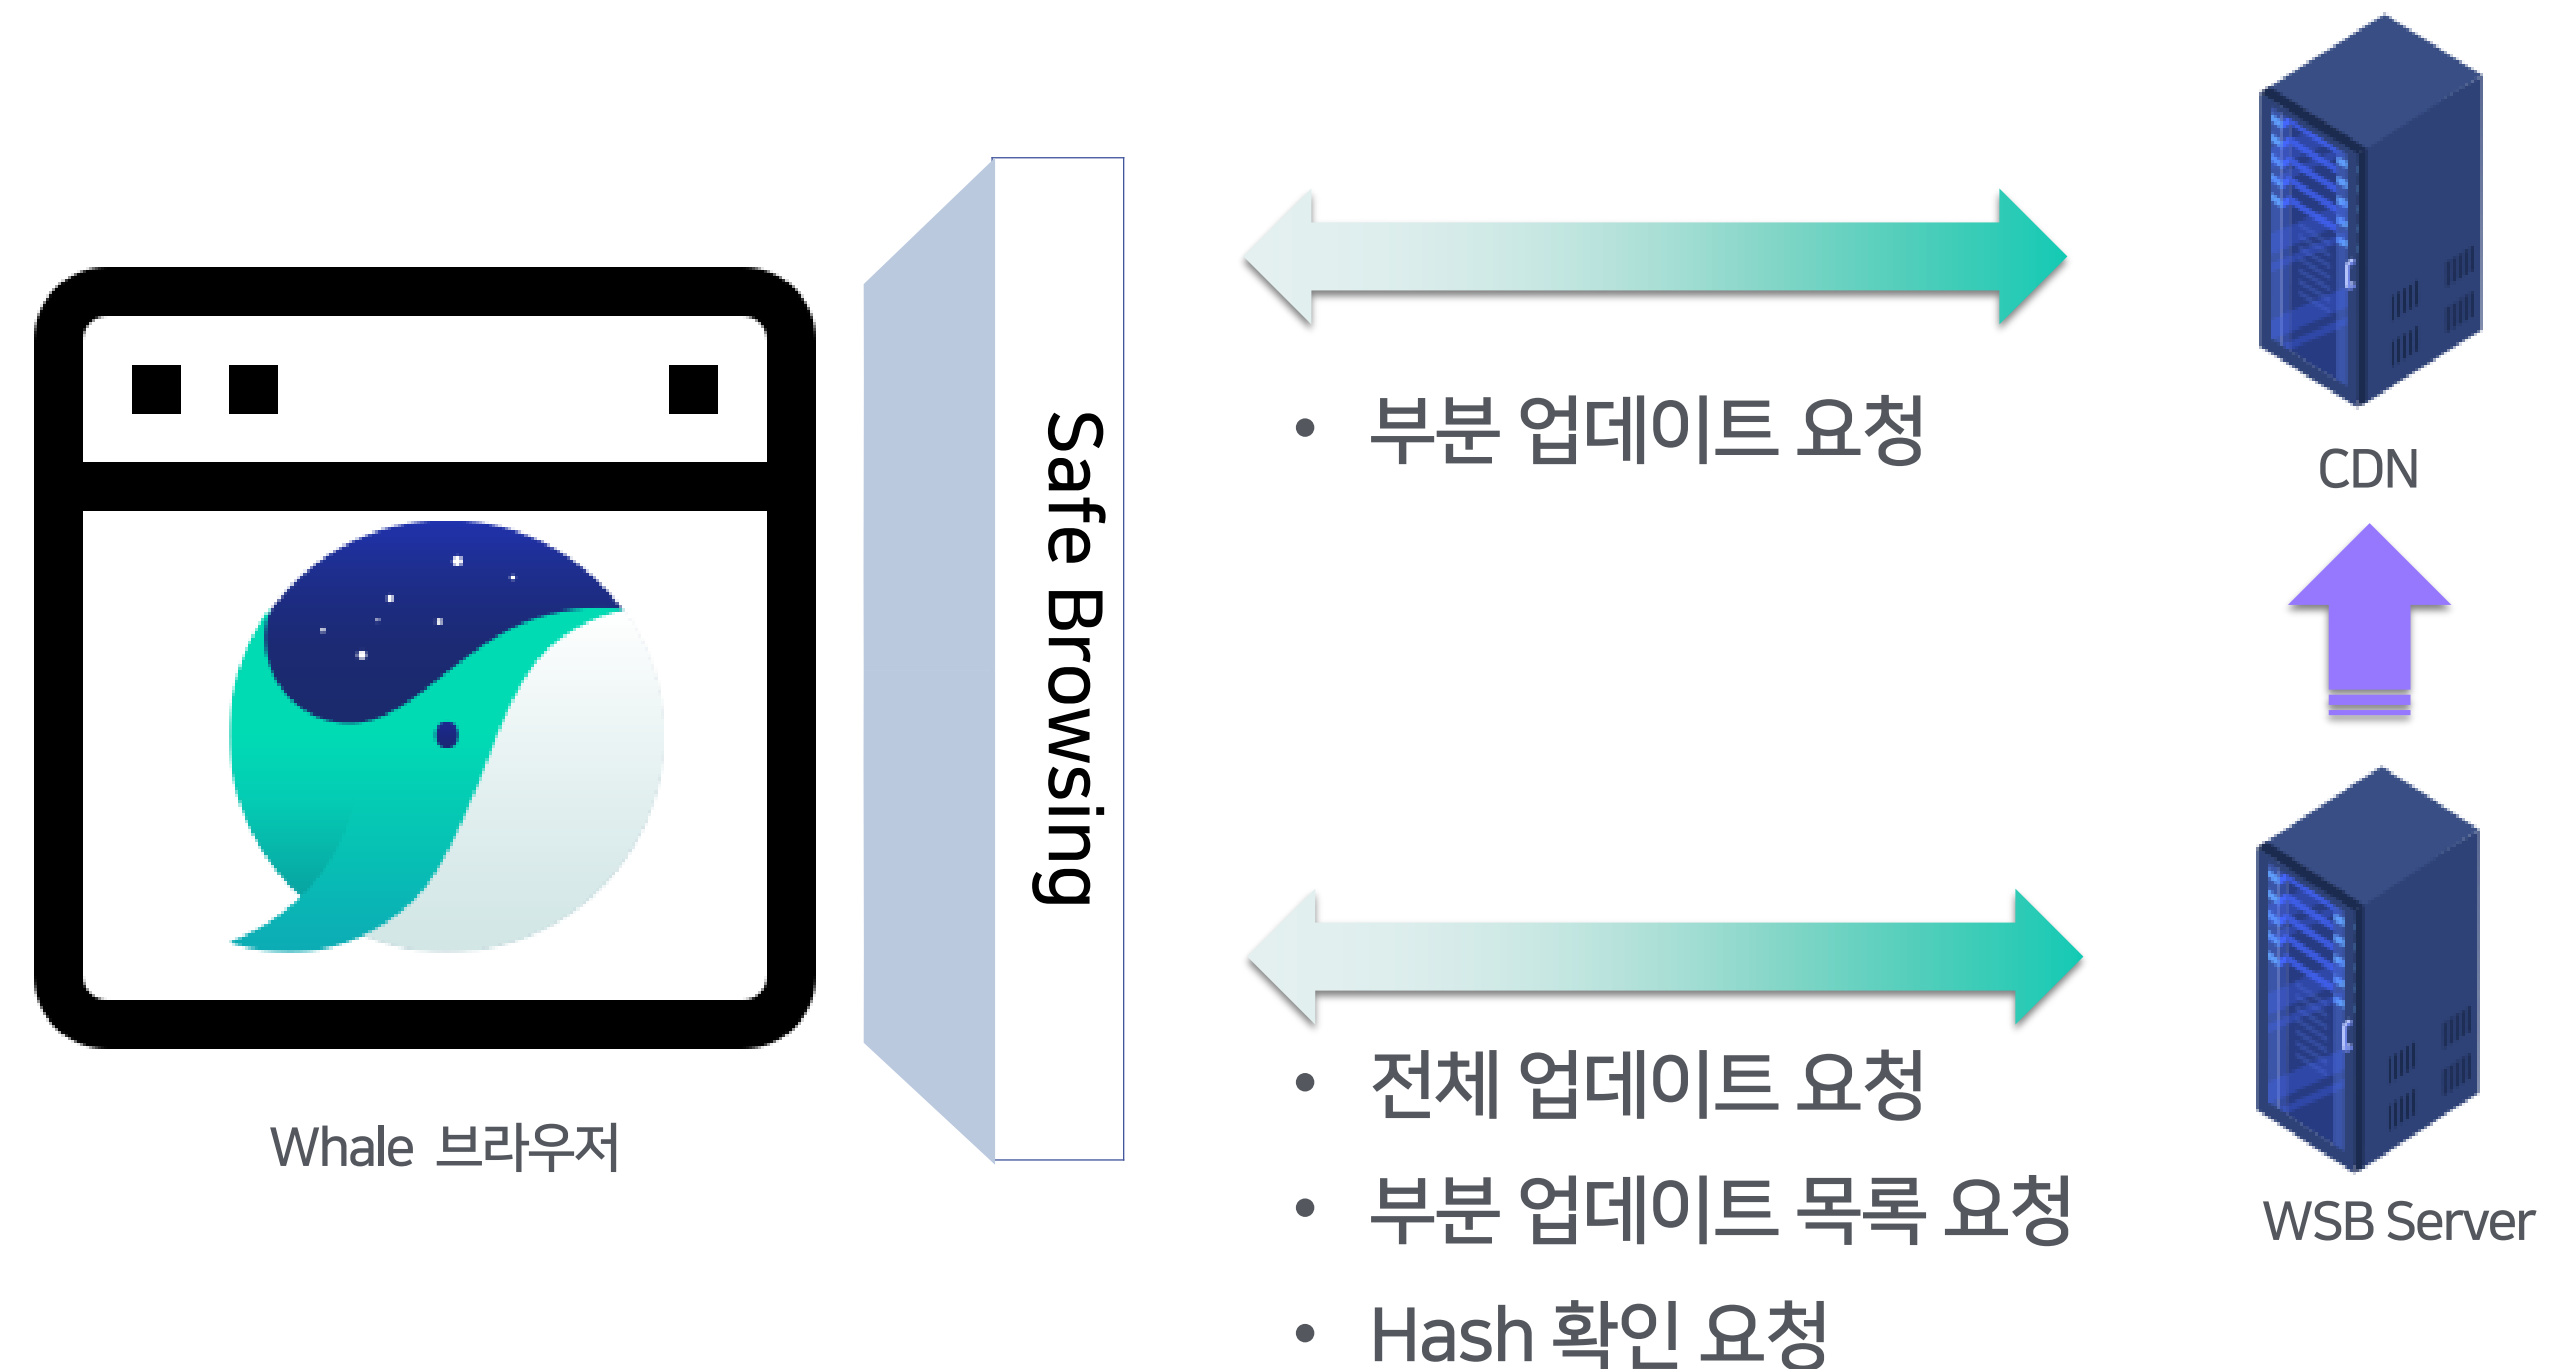 Whale 브라우저
Safe Browsing
• 부분 업데이트 요청
CDN
• 전체 업데이트 요청
• 부분 업데이트 목록 요청
• Hash 확인 요청
WSB Server